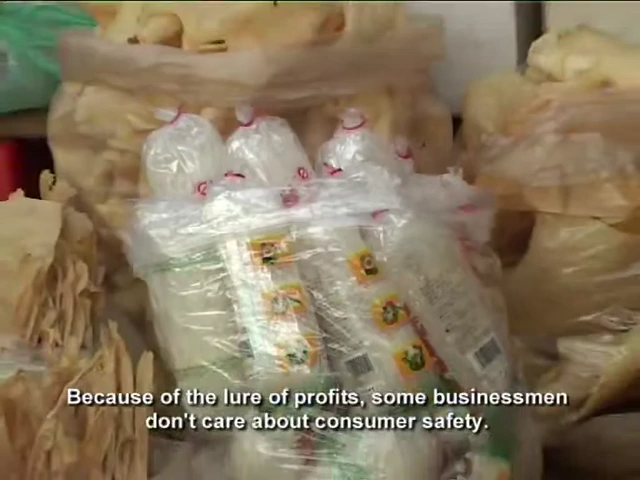 Because of the lure of profits, some businessmen
don't care about consumer safety.